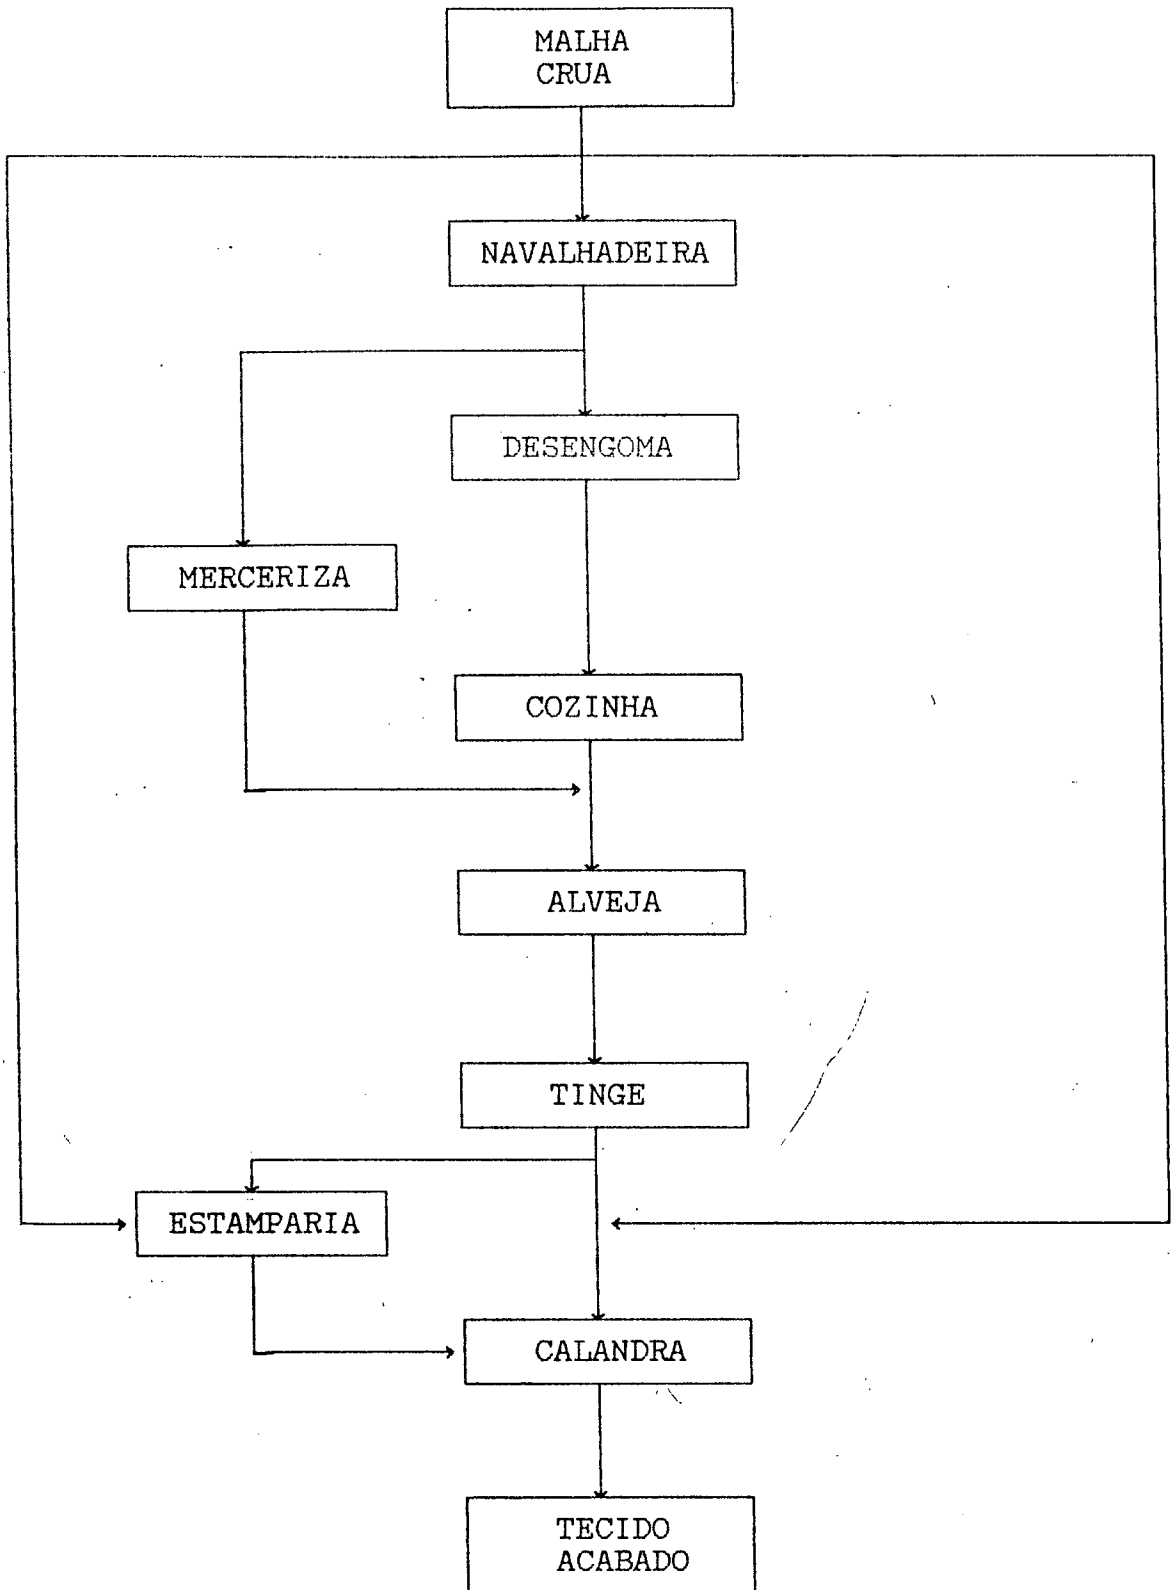 MALHA
CRUA
NAVALHADEIRA
DESENGOMA
MERCERIZA
COZINHA
ALVEJA
TINGE
ESTAMPARIA
CALANDRA
TECIDO
ACABADO